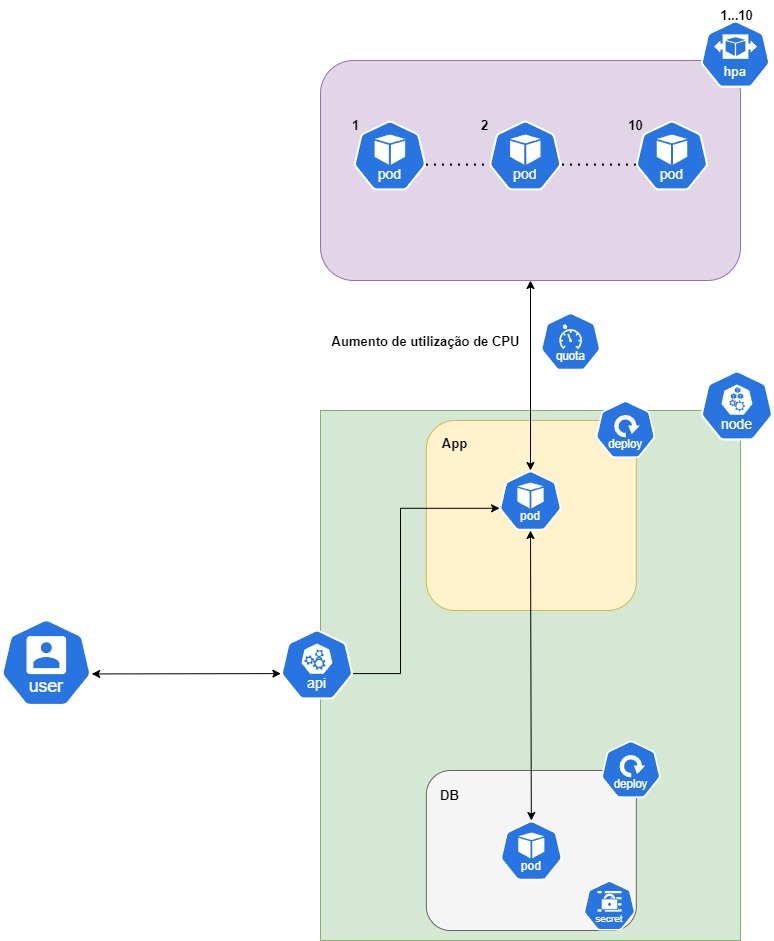 1...10
hpa
1
2
10
pod
pod
pod
Aumento de utilização de CPU
quota
node
deploy
App
pod
user
api
deploy
DB
pod
secret